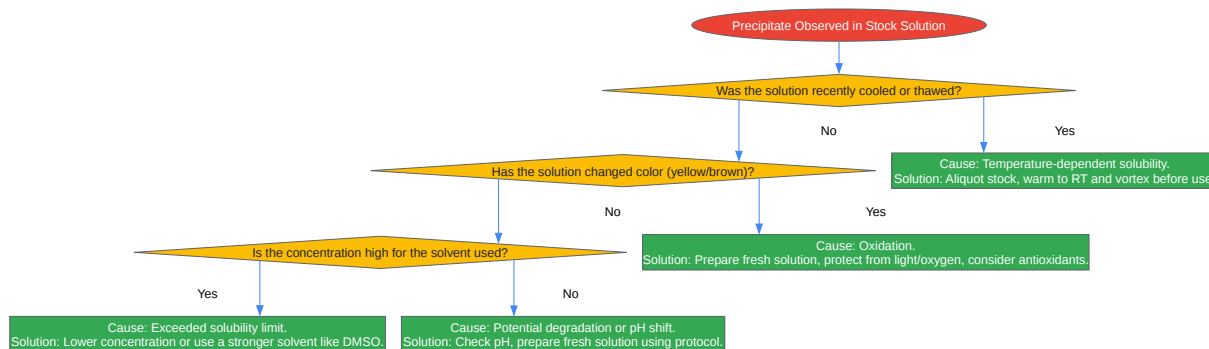 Precipitate Observed in Stock Solution
Was the solution recently cooled or thawed?
No
Yes
Cause: Temperature-dependent solubility.
Solution: Aliquot stock, warm to RT and vortex before use
Has the solution changed color (yellow/brown)?
No
Yes
Cause: Oxidation.
Solution: Prepare fresh solution, protect from light/oxygen, consider antioxidants.
Is the concentration high for the solvent used?
Yes
No
Cause: Exceeded solubility limit.
Solution: Lower concentration or use a stronger solvent like DMSO.
Cause: Potential degradation or pH shift.
Solution: Check pH, prepare fresh solution using protocol.